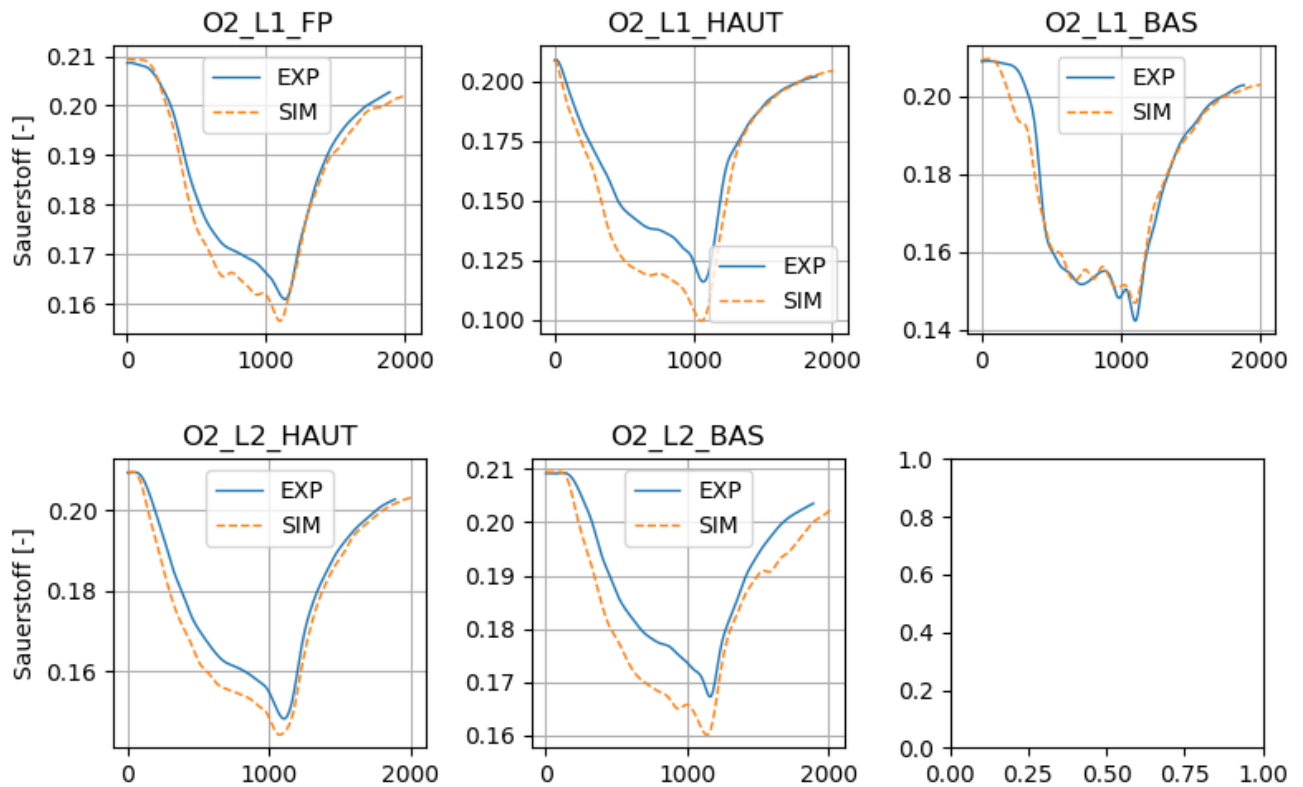 O2_L1_FP
0.21
0.20
0.19
0.18
0.17
0.16
Sauerstoff [-]
EXP
SIM
0
1000
2000
O2_L1_HAUT
0.200
0.175
0.150
0.125
0.100
EXP
SIM
0
1000
2000
O2_L1_BAS
0.20
0.18
0.16
0.14
EXP
SIM
0
1000
2000
O2_L2_HAUT
0.20
0.18
0.16
Sauerstoff [-]
EXP
SIM
0
1000
2000
O2_L2_BAS
0.21
0.20
0.19
0.18
0.17
0.16
EXP
SIM
0
1000
2000
1.0
0.8
0.6
0.4
0.2
0.0
0.00
0.25
0.50
0.75
1.00